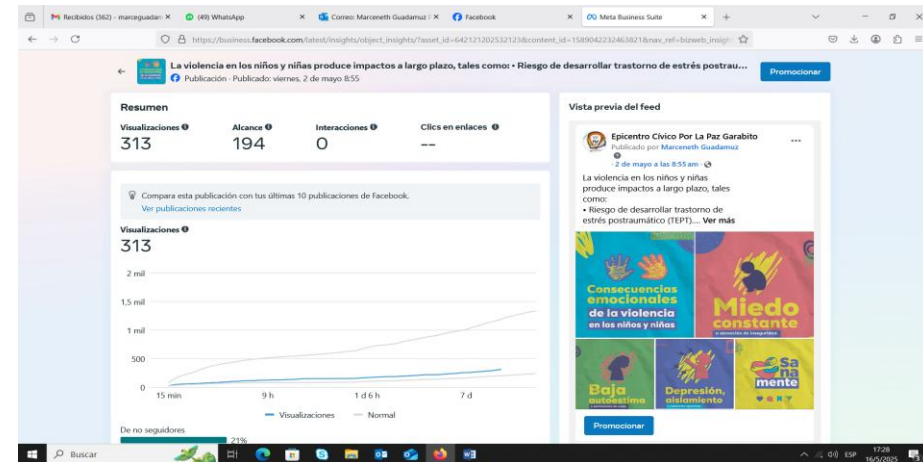 Recibidos (362) - marceguadan
(49) WhatsApp
Correo: Marceneth Guadamuz
Facebook
Meta Business Suite
https://business.facebook.com/latest/insights/object_insights/?asset_id=642121202532123&content_id=1589042232463821&nav_ref=bizweb_insigh
La violencia en los niños y niñas produce impactos a largo plazo, tales como: • Riesgo de desarrollar trastorno de estrés postrau...
Publicación · Publicado: viernes, 2 de mayo 8:55
Promocionar
Resumen
Visualizaciones Alcance Interacciones Clics en enlaces
313 194 0 --
Compara esta publicación con tus últimas 10 publicaciones de Facebook.
Ver publicaciones recientes
Visualizaciones
313
2 mil
1,5 mil
1 mil
500
0
15 min 9 h 1 d 6 h 7 d
Visualizaciones Normal
De no seguidores
21%
Vista previa del feed
Epicentro Cívico Por La Paz Garabito
Publicado por Marceneth Guadamuz
· 2 de mayo a las 8:55 am ·
La violencia en los niños y niñas
produce impactos a largo plazo, tales
como:
• Riesgo de desarrollar trastorno de
estrés postraumático (TEPT).... Ver más
Consecuencias
emocionales
de la violencia
en los niños y niñas
Miedo
constante
Baja
autoestima
Depresión,
aislamiento
Sa
na
mente
Promocionar
Buscar
ESP
17:28
16/5/2025